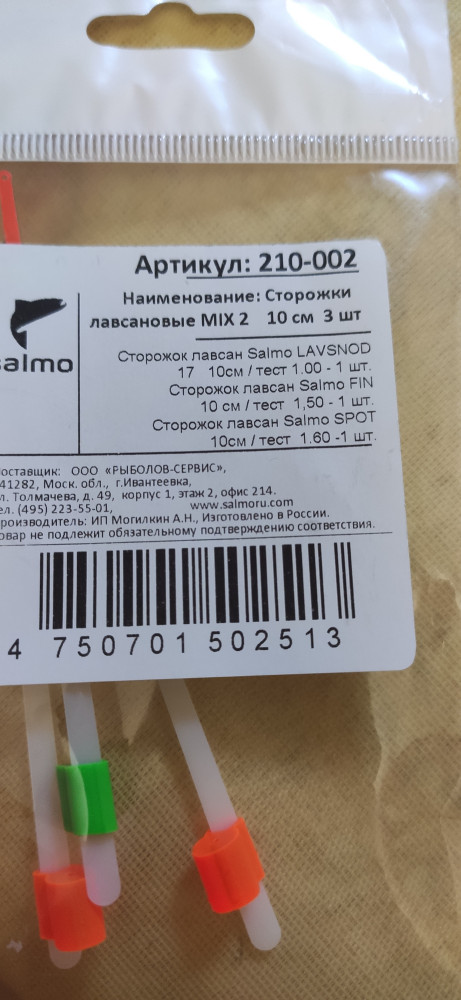 Артикул: 210-002
Наименование: Сторожки
лавсановые MIX 2 10 см 3 шт
salmo
Сторожок лавсан Salmo LAVSNOD
17 10см / тест 1.00 - 1 шт.
Сторожок лавсан Salmo FIN
10 см / тест 1,50 - 1 шт.
Сторожок лавсан Salmo SPOT
10см / тест 1.60 -1 шт.
оставщик: ООО «РЫБОЛОВ-СЕРВИС»,
41282, Моск. обл., г.Ивантеевка,
л. Толмачева, д. 49, корпус 1, этаж 2, офис 214.
ел. (495) 223-55-01, www.salmoru.com
роизводитель: ИП Могилкин А.Н., Изготовлено в России.
овар не подлежит обязательному подтверждению соответствия.
4 750701 502513